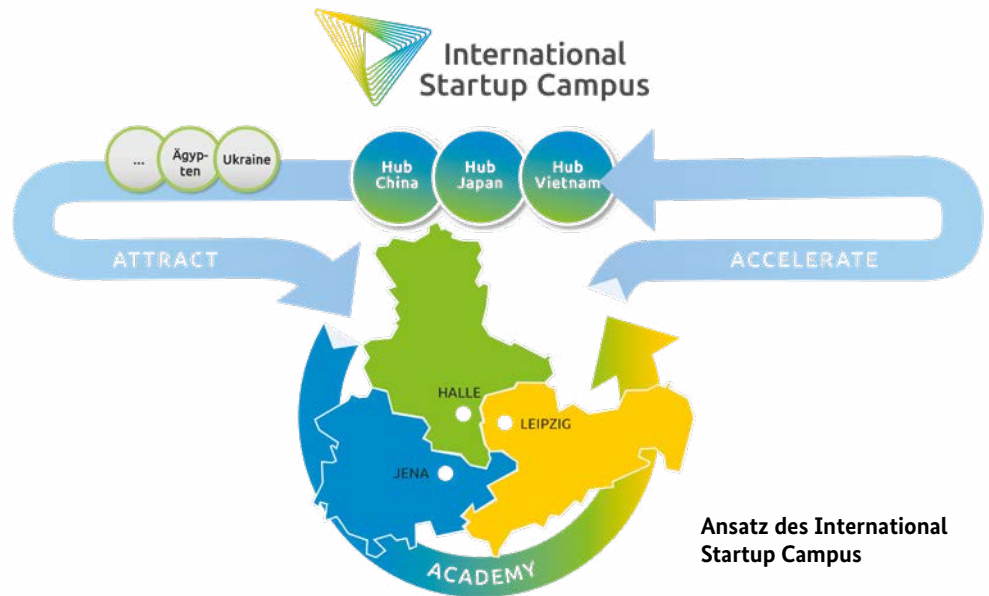 International
Startup Campus
...
Ägyp-
ten
Ukraine
Hub
China
Hub
Japan
Hub
Vietnam
ATTRACT
ACCELERATE
HALLE
LEIPZIG
JENA
ACADEMY
Ansatz des International
Startup Campus